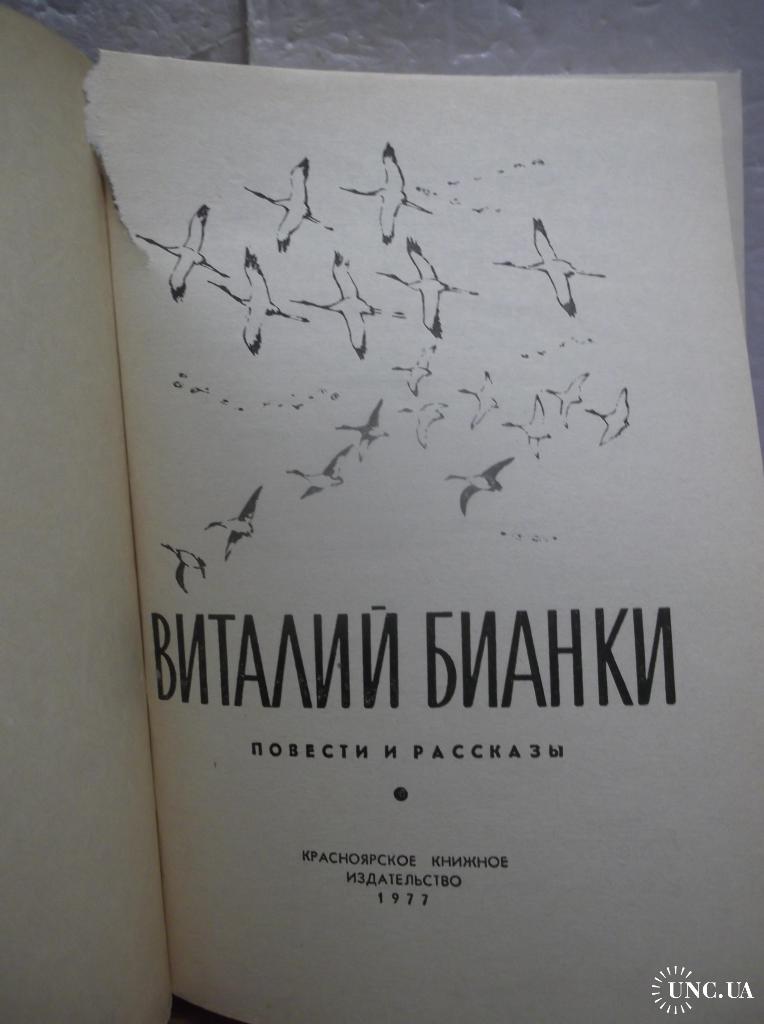 ВИТАЛИЙ БИАНКИ
ПОВЕСТИ И РАССКАЗЫ
КРАСНОЯРСКОЕ КНИЖНОЕ
ИЗДАТЕЛЬСТВО
1977
UNC.UA